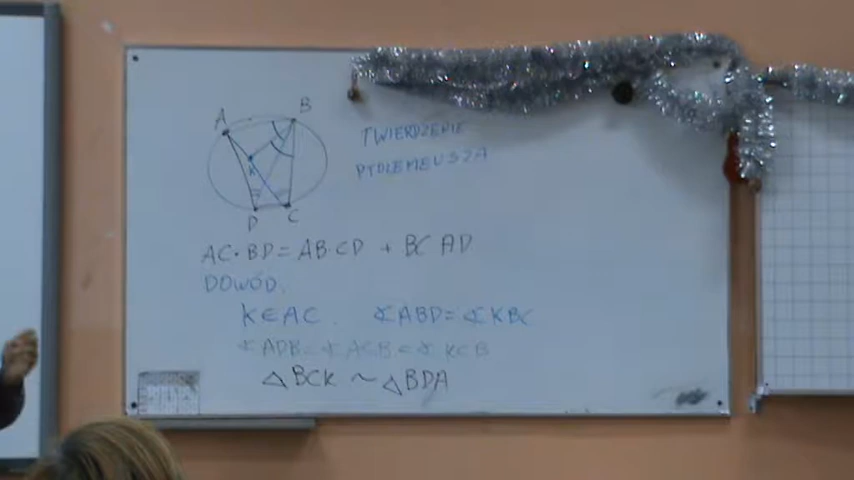 A B
TWIERDZENIE
PTOLEMEUSZA
K
D C
AC·BD=AB·CD + BC AD
DOWÓD.
K∈AC. ∢ABD=∢KBC
∢ADB=∢ACB=∢KCB
△BCK ~ △BDA